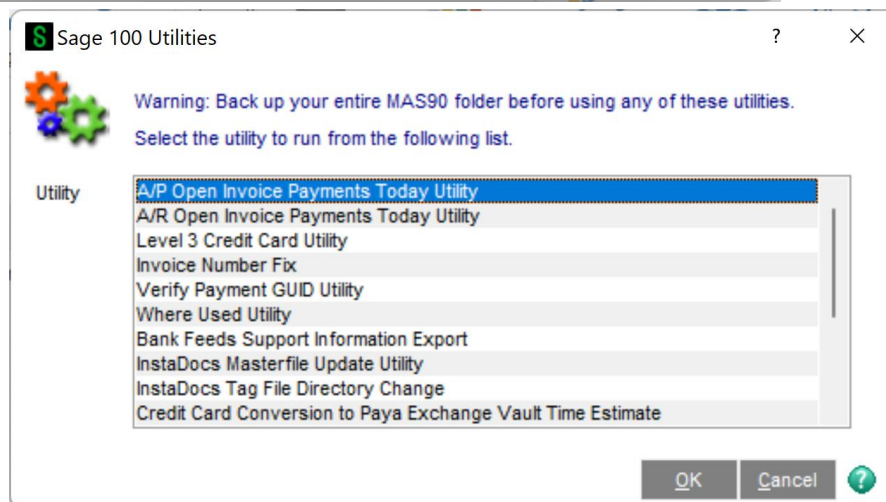 S Sage 100 Utilities ? X
Warning: Back up your entire MAS90 folder before using any of these utilities.
Select the utility to run from the following list.
Utility
A/P Open Invoice Payments Today Utility
A/R Open Invoice Payments Today Utility
Level 3 Credit Card Utility
Invoice Number Fix
Verify Payment GUID Utility
Where Used Utility
Bank Feeds Support Information Export
InstaDocs Masterfile Update Utility
InstaDocs Tag File Directory Change
Credit Card Conversion to Paya Exchange Vault Time Estimate
OK Cancel ?